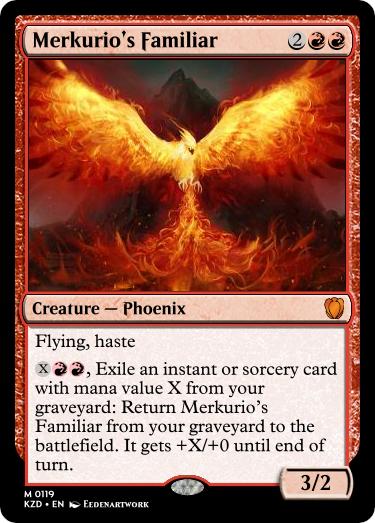 Merkurio's Familiar 2
Creature — Phoenix
Flying, haste
X, Exile an instant or sorcery card
with mana value X from your
graveyard: Return Merkurio's
Familiar from your graveyard to the
battlefield. It gets +X/+0 until end of
turn.
3/2
M 0119
KZD • EN Eedenartwork